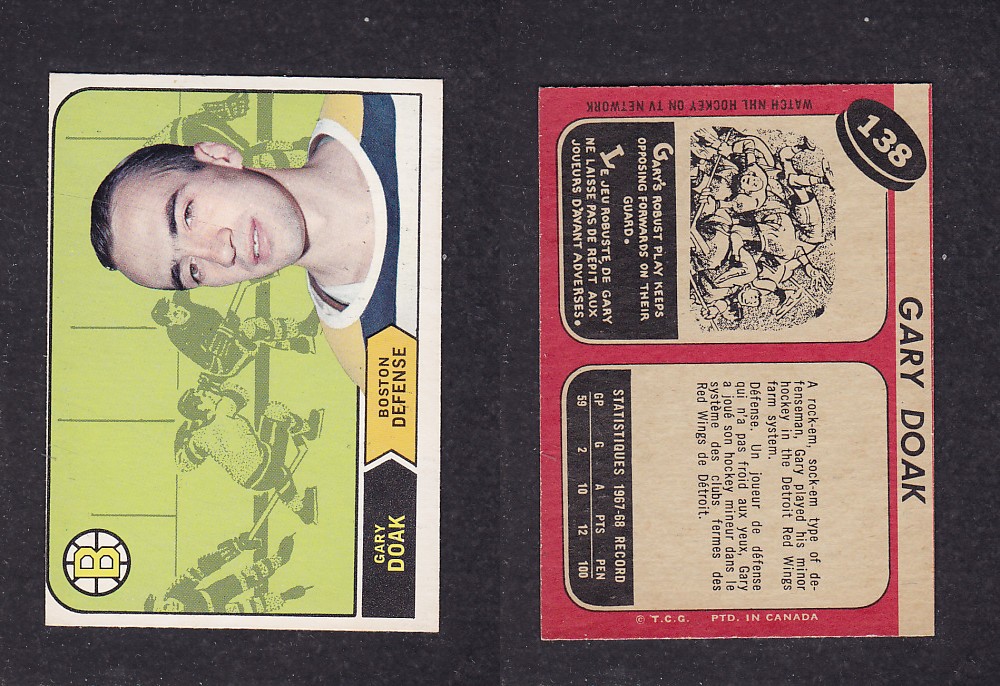 B
BOSTON
DEFENSE
GARY
DOAK
138
WATCH NHL HOCKEY ON TV NETWORK
GARY'S ROBUST PLAY KEEPS
OPPOSING FORWARDS ON THEIR
GUARD.
LE JEU ROBUSTE DE GARY
NE LAISSE PAS DE REPIT AUX
JOUEURS D'AVANT ADVERSES.
GARY DOAK
A rock-em, sock-em type of de-
fenseman, Gary played his minor
hockey in the Detroit Red Wings
farm system.
Défense. Un joueur de défense
qui n'a pas froid aux yeux, Gary
a joué son hockey mineur dans le
système des clubs fermes des
Red Wings de Détroit.
STATISTIQUES 1967-68 RECORD
GP G A PTS PEN
59 2 10 12 100
© T.C.G. PTD. IN CANADA